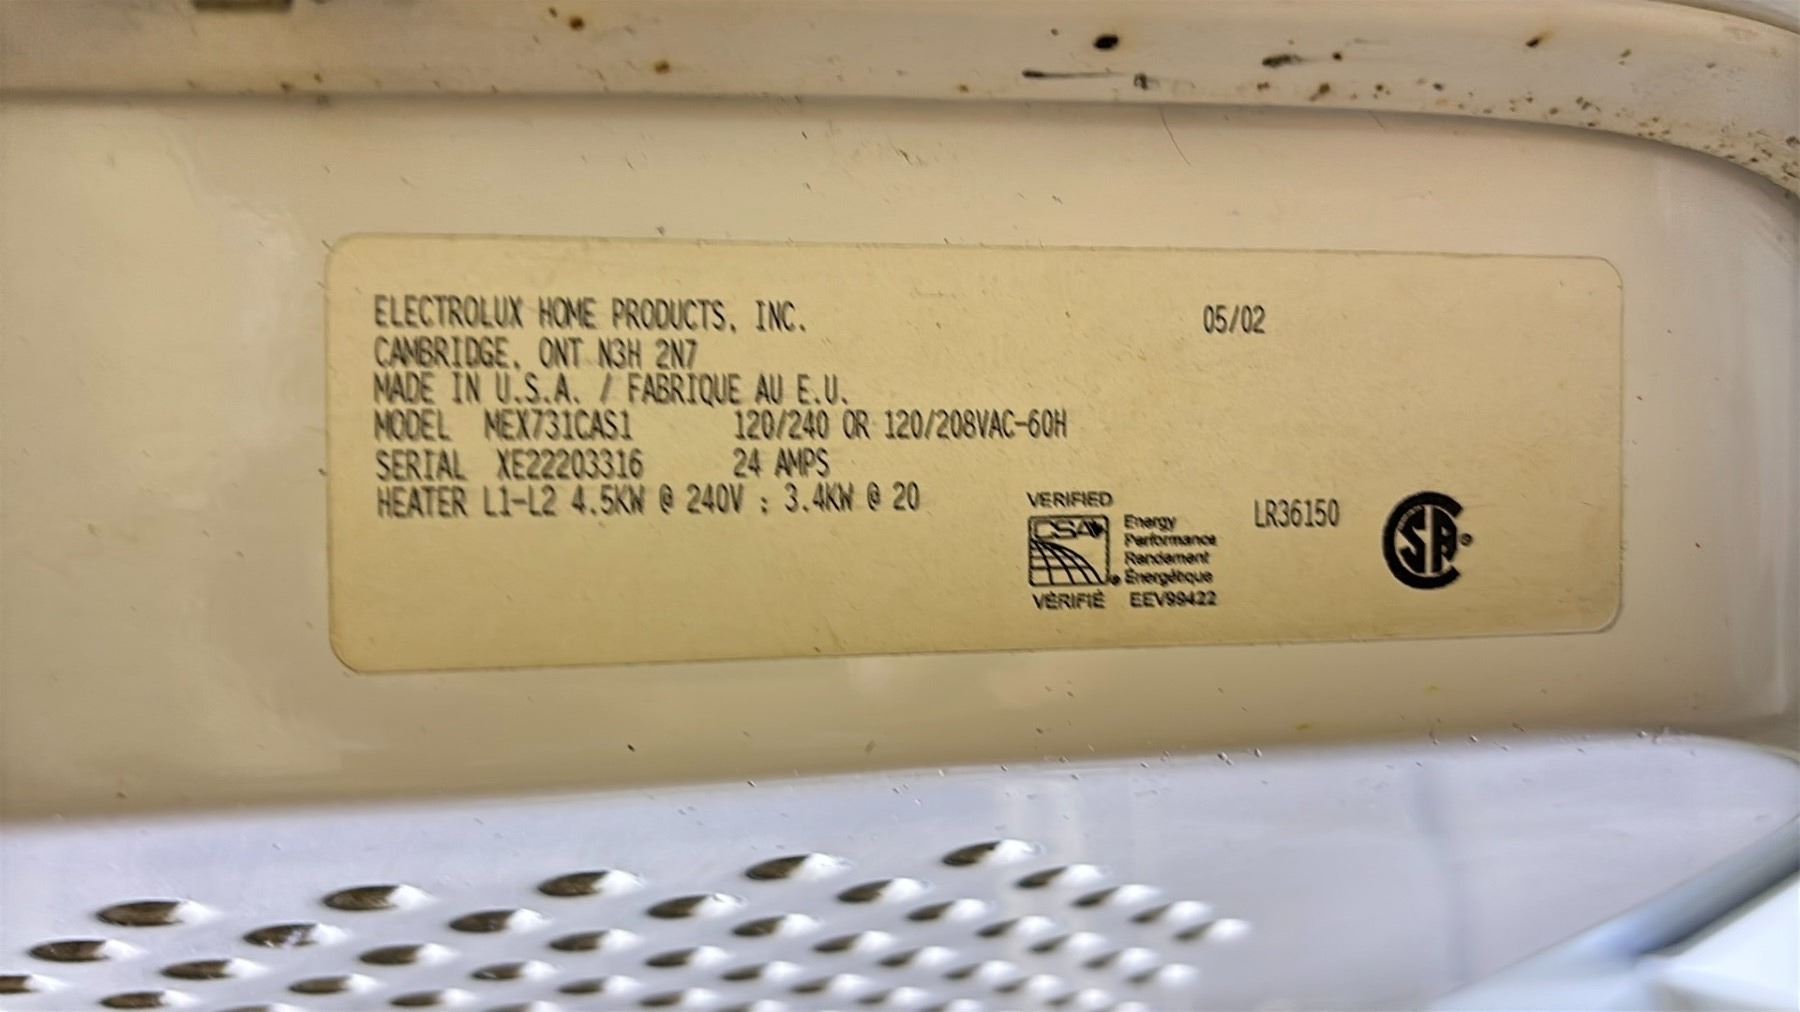 ELECTROLUX HOME PRODUCTS, INC. 05/02
CAMBRIDGE, ONT N3H 2N7
MADE IN U.S.A. / FABRIQUE AU E.U.
MODEL MEX731CAS1 120/240 OR 120/208VAC-60H
SERIAL XE22203316 24 AMPS
HEATER L1-L2 4.5KW @ 240V ; 3.4KW @ 20
VERIFIED
CSA
Energy
Performance
Rendement
Énergétique
VÉRIFIÉ EEV99422
LR36150
CSA